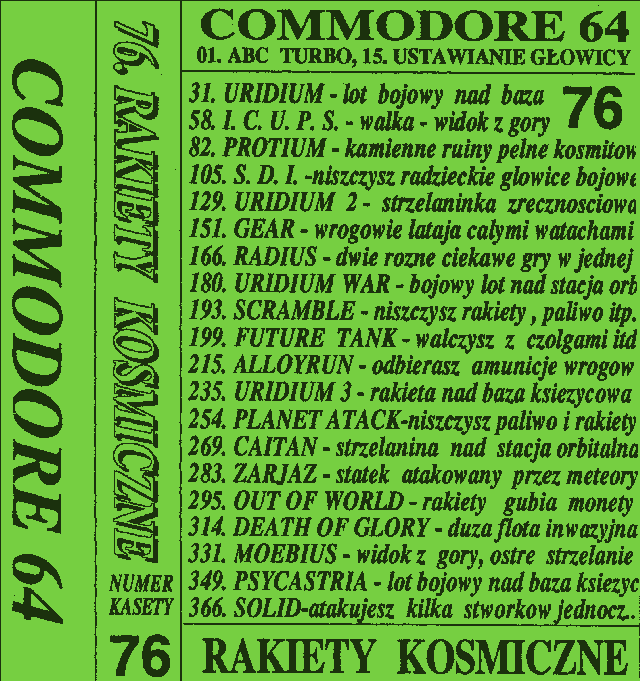 COMMODORE 64
76. RAKIETY KOSMICZNE
NUMER
KASETY
76
COMMODORE 64
01. ABC TURBO, 15. USTAWIANIE GŁOWICY
76
31. URIDIUM - lot bojowy nad baza
58. I. C. U. P. S. - walka - widok z gory
82. PROTIUM - kamienne ruiny pelne kosmitow
105. S. D. I. -niszczysz radzieckie glowice bojowe
129. URIDIUM 2 - strzelaninka zrecznosciowa
151. GEAR - wrogowie lataja calymi watachami
166. RADIUS - dwie rozne ciekawe gry w jednej
180. URIDIUM WAR - bojowy lot nad stacja orb
193. SCRAMBLE - niszczysz rakiety , paliwo itp.
199. FUTURE TANK - walczysz z czolgami itd
215. ALLOYRUN - odbierasz amunicje wrogow
235. URIDIUM 3 - rakieta nad baza ksiezycowa
254. PLANET ATACK-niszczysz paliwo i rakiety
269. CAITAN - strzelanina nad stacja orbitalna
283. ZARJAZ - statek atakowany przez meteory
295. OUT OF WORLD - rakiety gubia monety
314. DEATH OF GLORY - duza flota inwazyjna
331. MOEBIUS - widok z gory, ostre strzelanie
349. PSYCASTRIA - lot bojowy nad baza ksiezyc
366. SOLID-atakujesz kilka stworkow jednocz..
RAKIETY KOSMICZNE